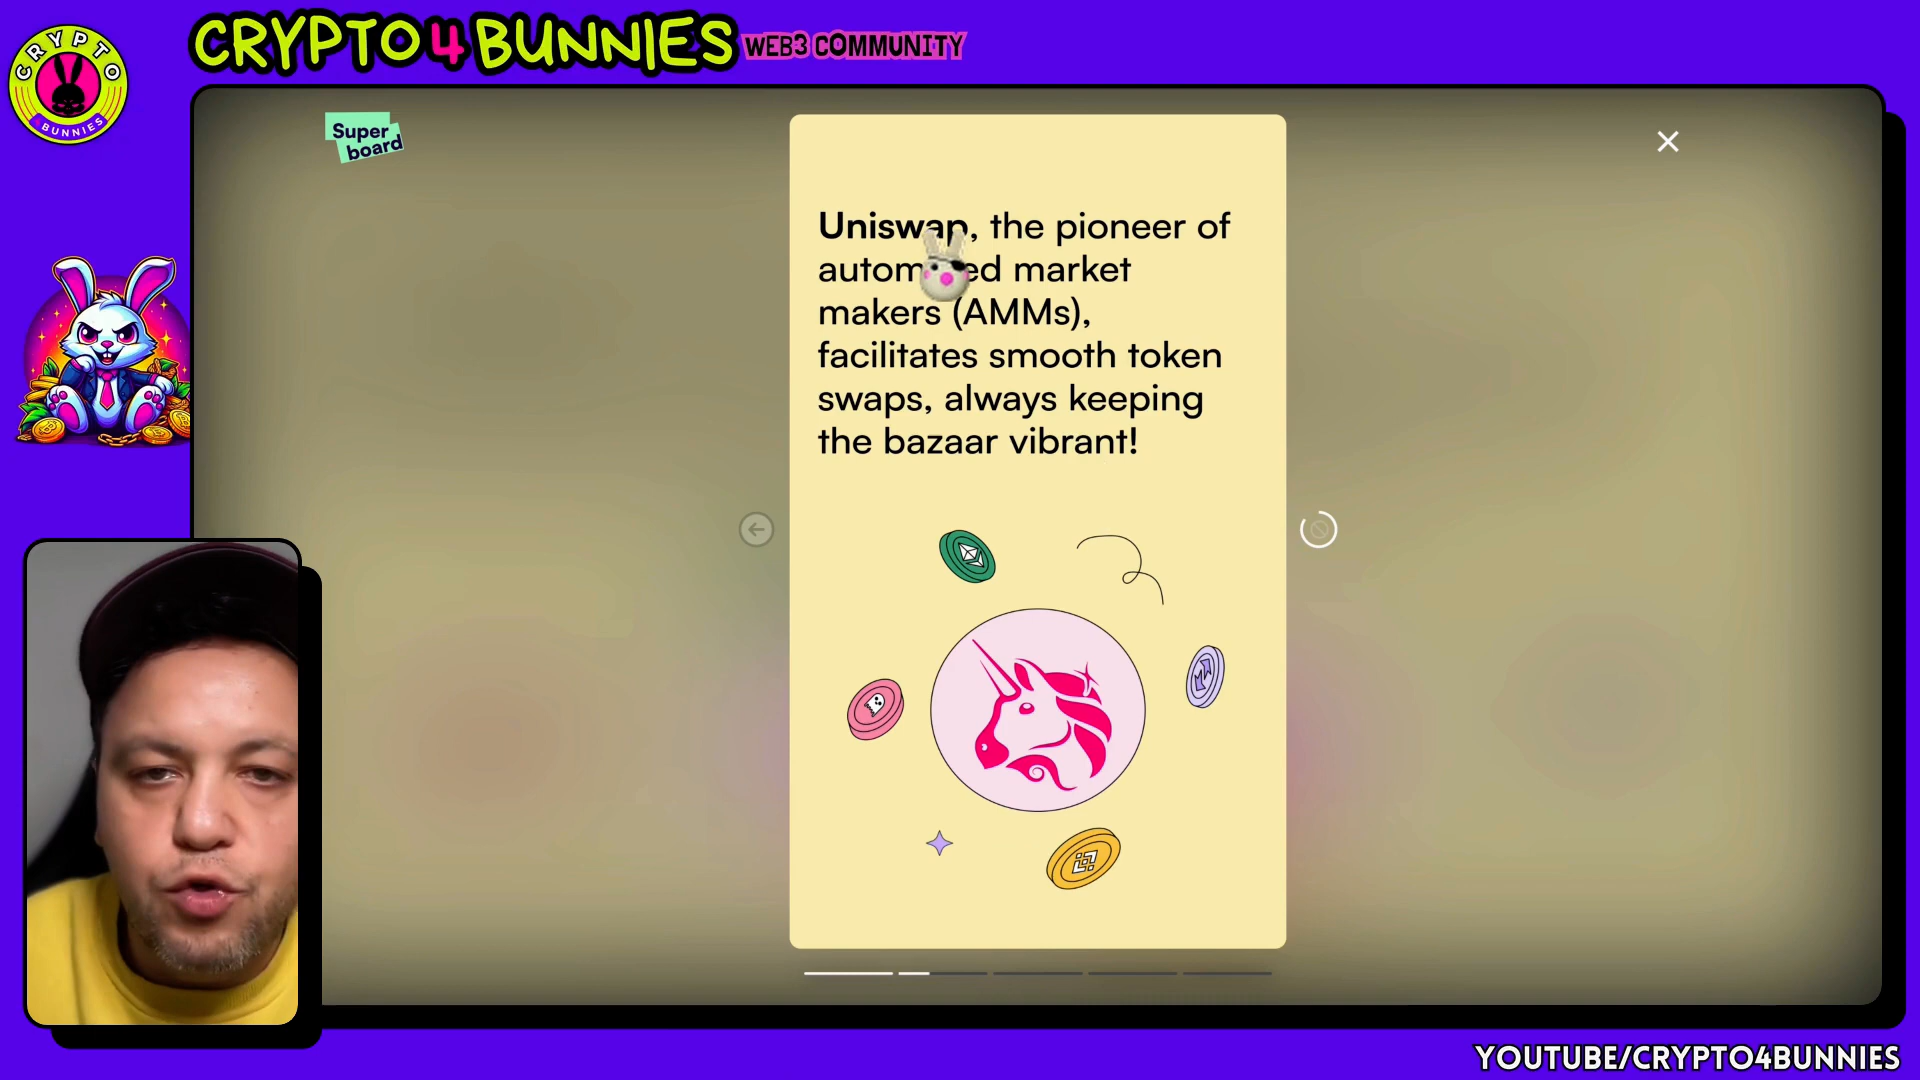 CRYPTO4BUNNIES WEB3 COMMUNITY
CRYPTO
BUNNIES
Super
board
Uniswap, the pioneer of
automated market
makers (AMMs),
facilitates smooth token
swaps, always keeping
the bazaar vibrant!
YOUTUBE/CRYPTO4BUNNIES